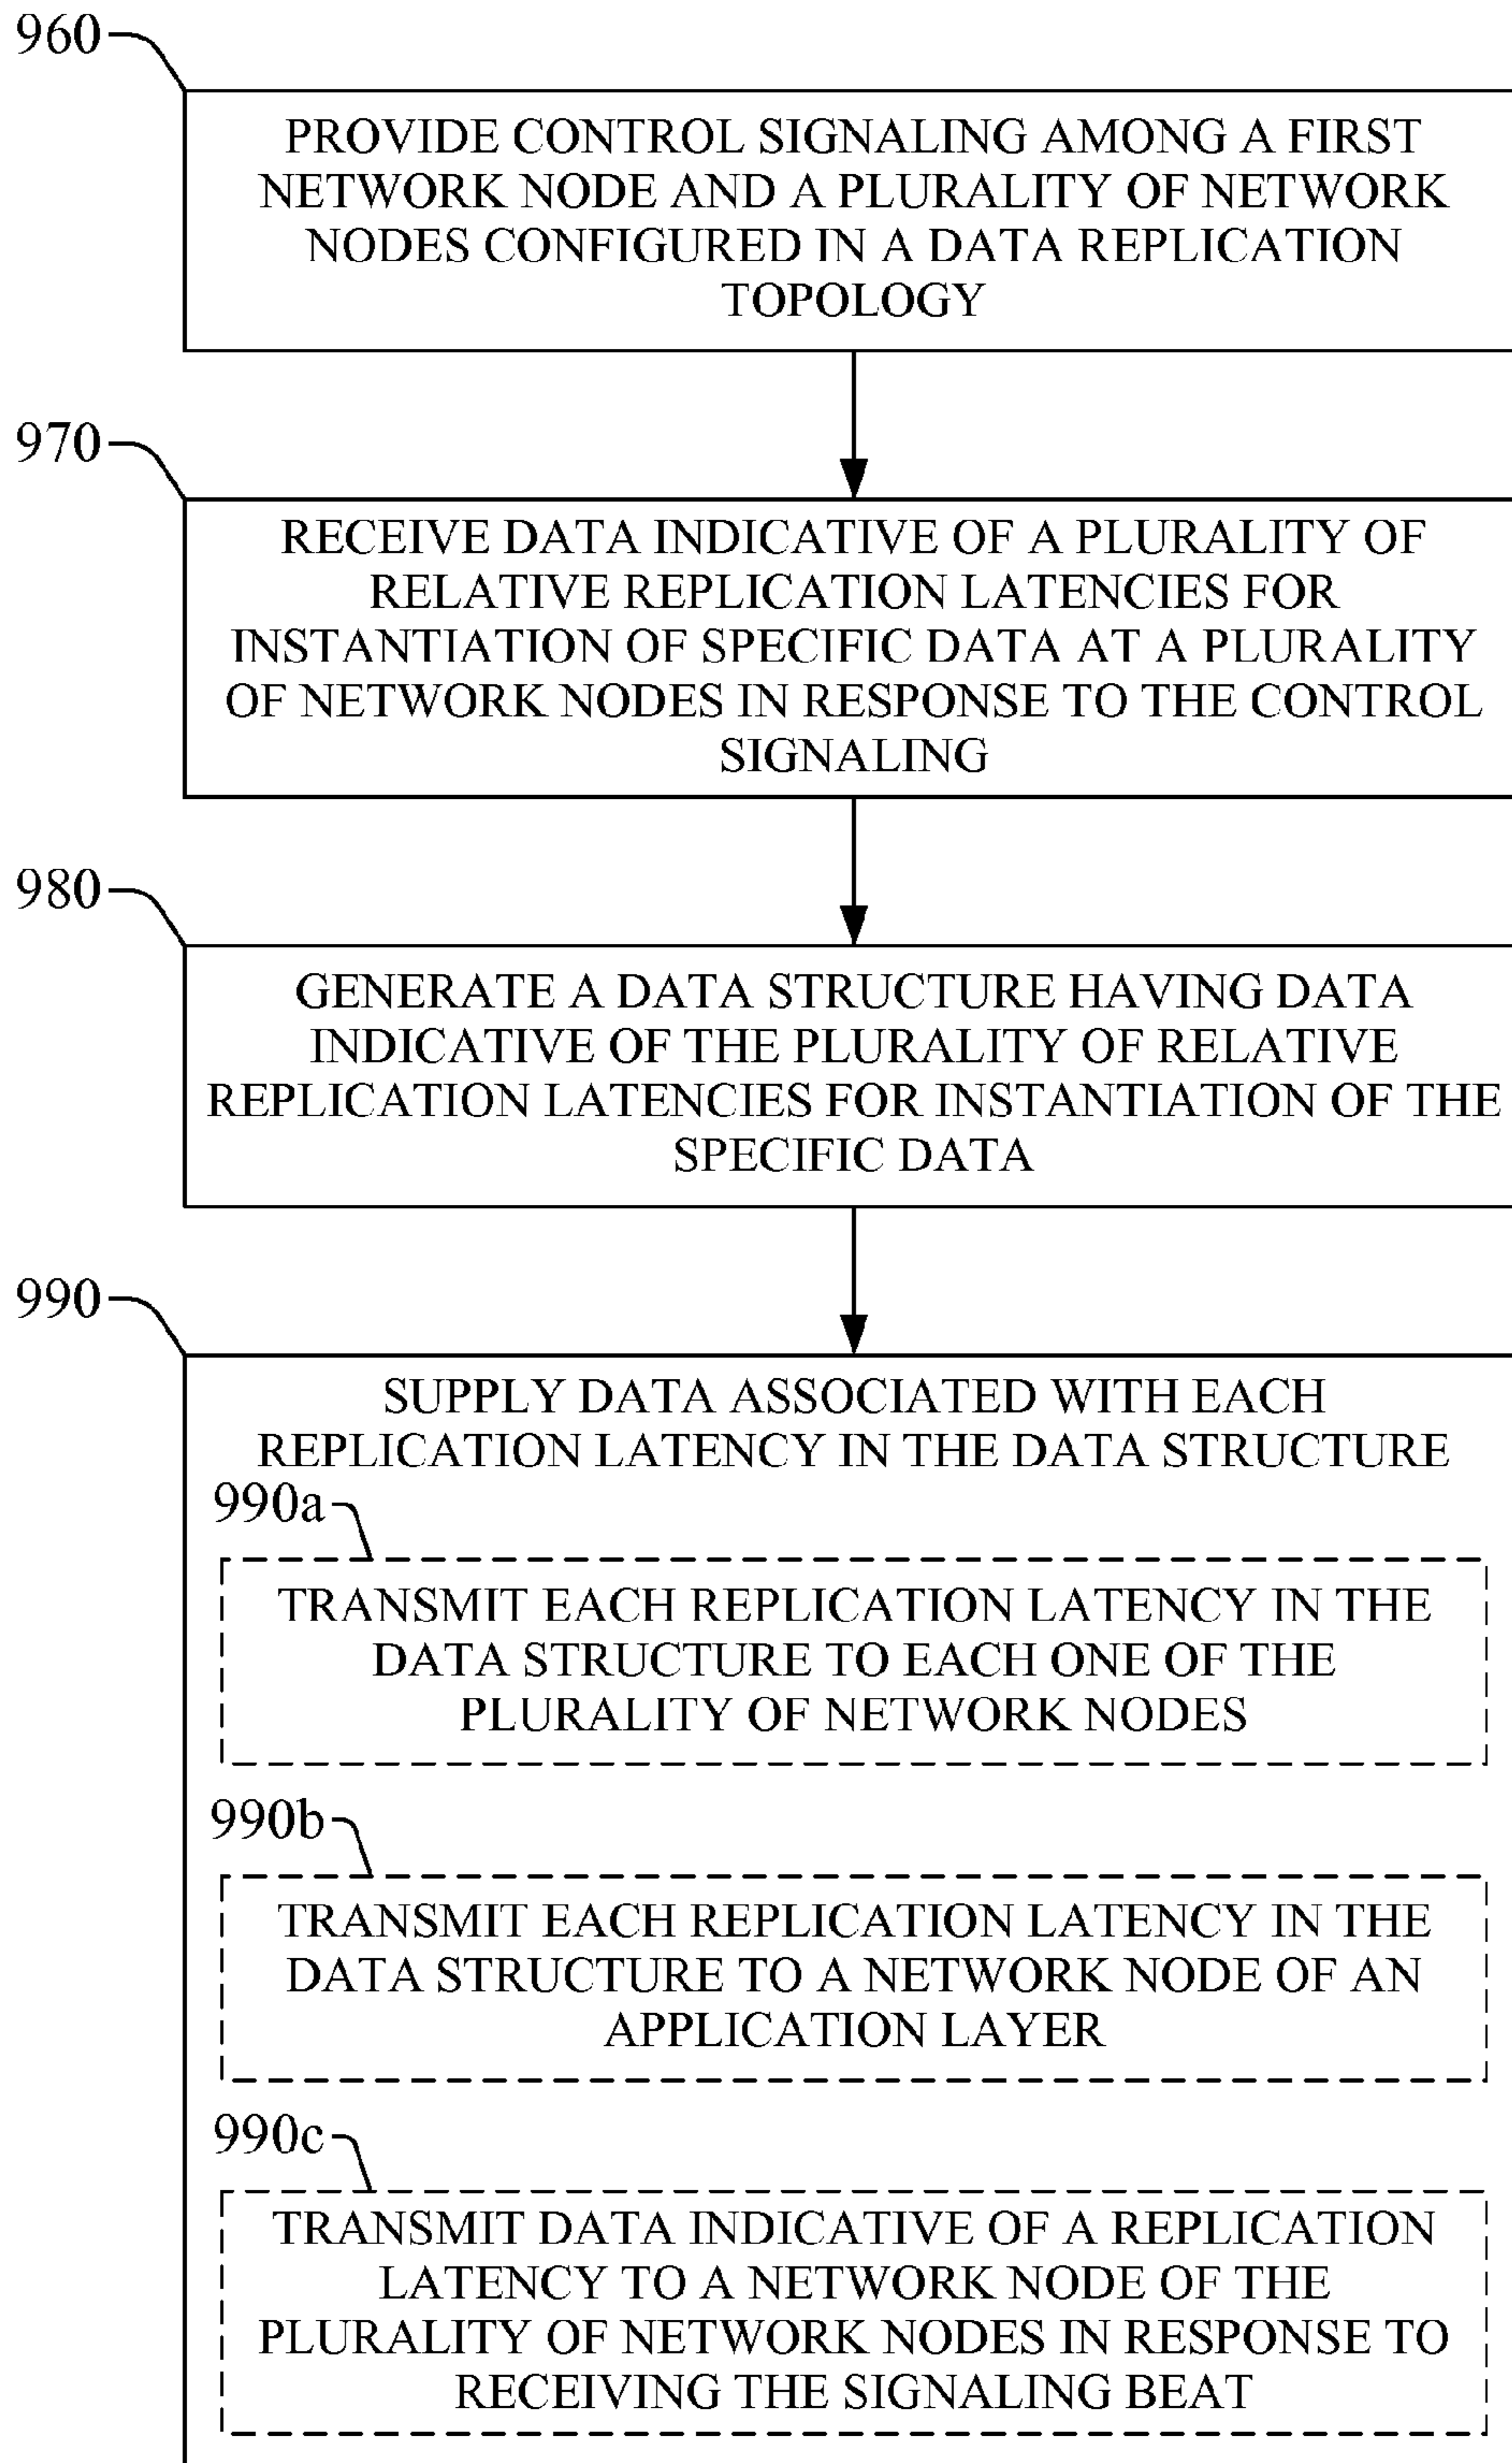 960
PROVIDE CONTROL SIGNALING AMONG A FIRST
NETWORK NODE AND A PLURALITY OF NETWORK
NODES CONFIGURED IN A DATA REPLICATION
TOPOLOGY
970
RECEIVE DATA INDICATIVE OF A PLURALITY OF
RELATIVE REPLICATION LATENCIES FOR
INSTANTIATION OF SPECIFIC DATA AT A PLURALITY
OF NETWORK NODES IN RESPONSE TO THE CONTROL
SIGNALING
980
GENERATE A DATA STRUCTURE HAVING DATA
INDICATIVE OF THE PLURALITY OF RELATIVE
REPLICATION LATENCIES FOR INSTANTIATION OF THE
SPECIFIC DATA
990
SUPPLY DATA ASSOCIATED WITH EACH
REPLICATION LATENCY IN THE DATA STRUCTURE
990a
TRANSMIT EACH REPLICATION LATENCY IN THE
DATA STRUCTURE TO EACH ONE OF THE
PLURALITY OF NETWORK NODES
990b
TRANSMIT EACH REPLICATION LATENCY IN THE
DATA STRUCTURE TO A NETWORK NODE OF AN
APPLICATION LAYER
990c
TRANSMIT DATA INDICATIVE OF A REPLICATION
LATENCY TO A NETWORK NODE OF THE
PLURALITY OF NETWORK NODES IN RESPONSE TO
RECEIVING THE SIGNALING BEAT